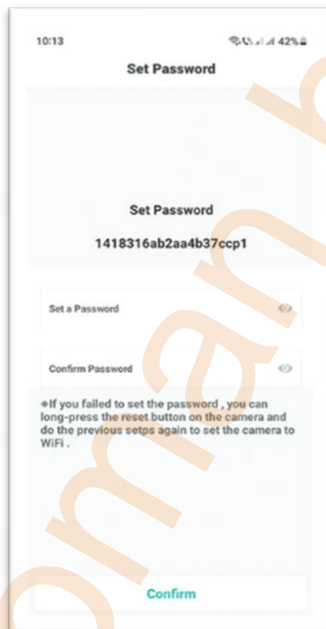 10:13 42%
Set Password
Set Password
1418316ab2aa4b37ccp1
Set a Password
Confirm Password
*If you failed to set the password , you can
long-press the reset button on the camera and
do the previous setps again to set the camera to
WiFi .
Confirm